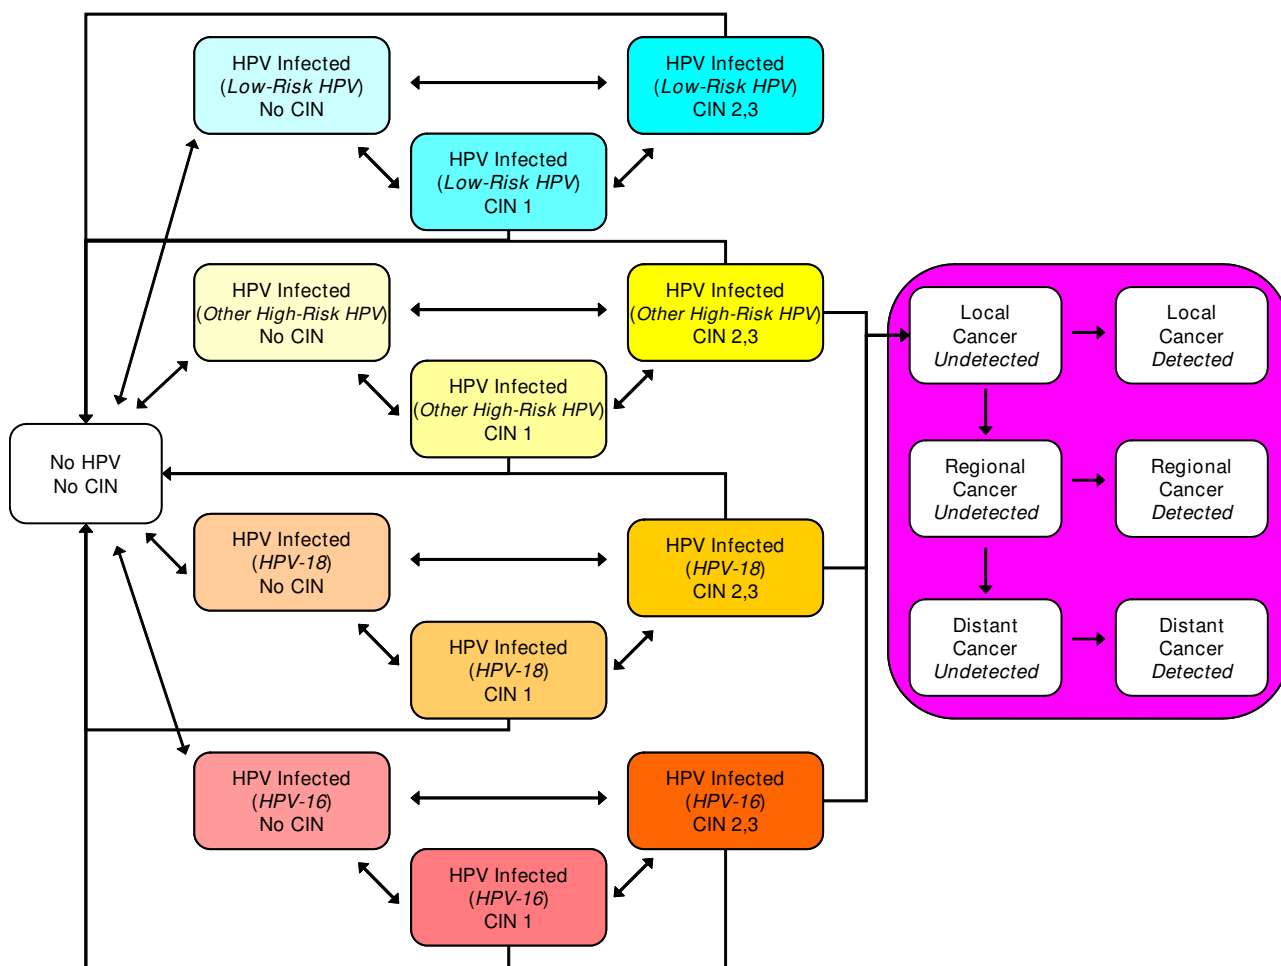 HPV Infected
(Low-Risk HPV)
No CIN
HPV Infected
(Low-Risk HPV)
CIN 2,3
HPV Infected
(Low-Risk HPV)
CIN 1
HPV Infected
(Other High-Risk HPV)
No CIN
HPV Infected
(Other High-Risk HPV)
CIN 2,3
HPV Infected
(Other High-Risk HPV)
CIN 1
No HPV
No CIN
HPV Infected
(HPV-18)
No CIN
HPV Infected
(HPV-18)
CIN 2,3
HPV Infected
(HPV-18)
CIN 1
HPV Infected
(HPV-16)
No CIN
HPV Infected
(HPV-16)
CIN 2,3
HPV Infected
(HPV-16)
CIN 1
Local
Cancer
Undetected
Local
Cancer
Detected
Regional
Cancer
Undetected
Regional
Cancer
Detected
Distant
Cancer
Undetected
Distant
Cancer
Detected